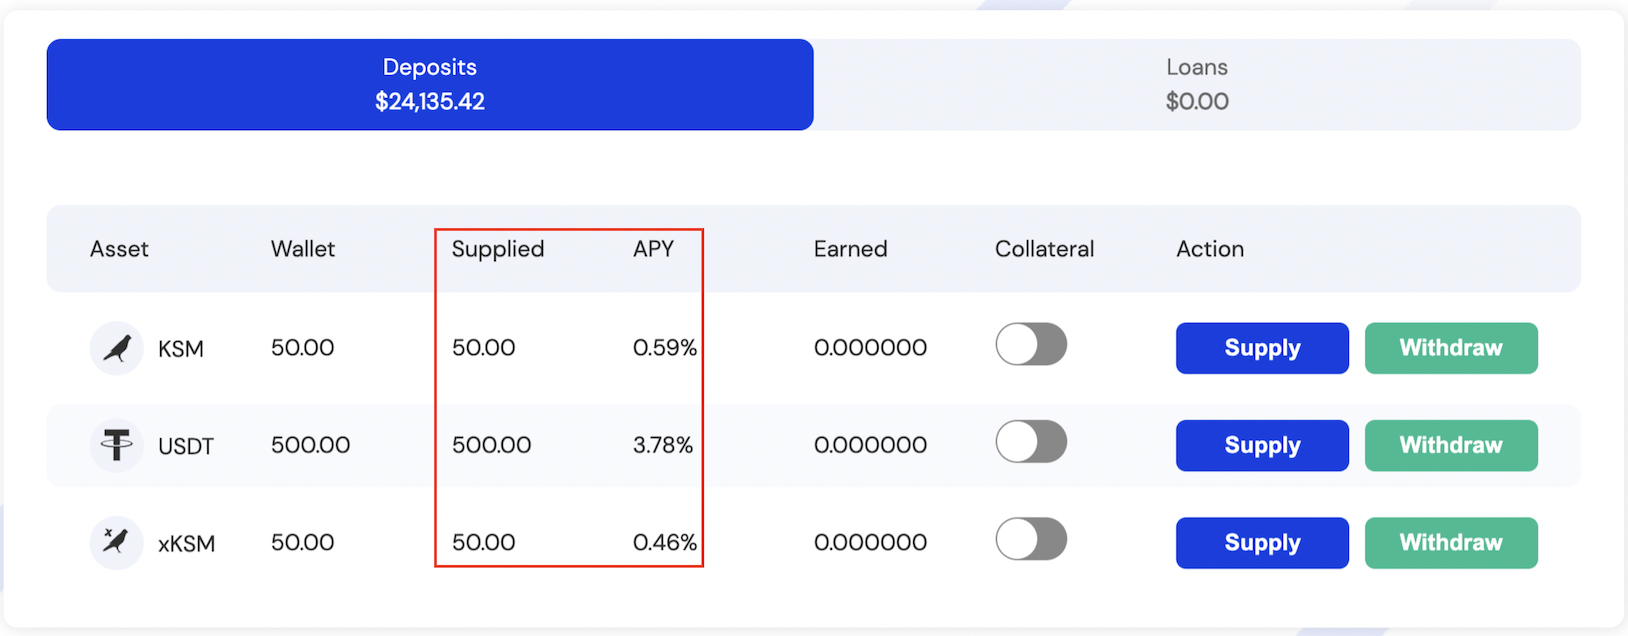 Deposits
$24,135.42
Loans
$0.00
Asset Wallet Supplied APY Earned Collateral Action
KSM 50.00 50.00 0.59% 0.000000 Supply Withdraw
USDT 500.00 500.00 3.78% 0.000000 Supply Withdraw
xKSM 50.00 50.00 0.46% 0.000000 Supply Withdraw